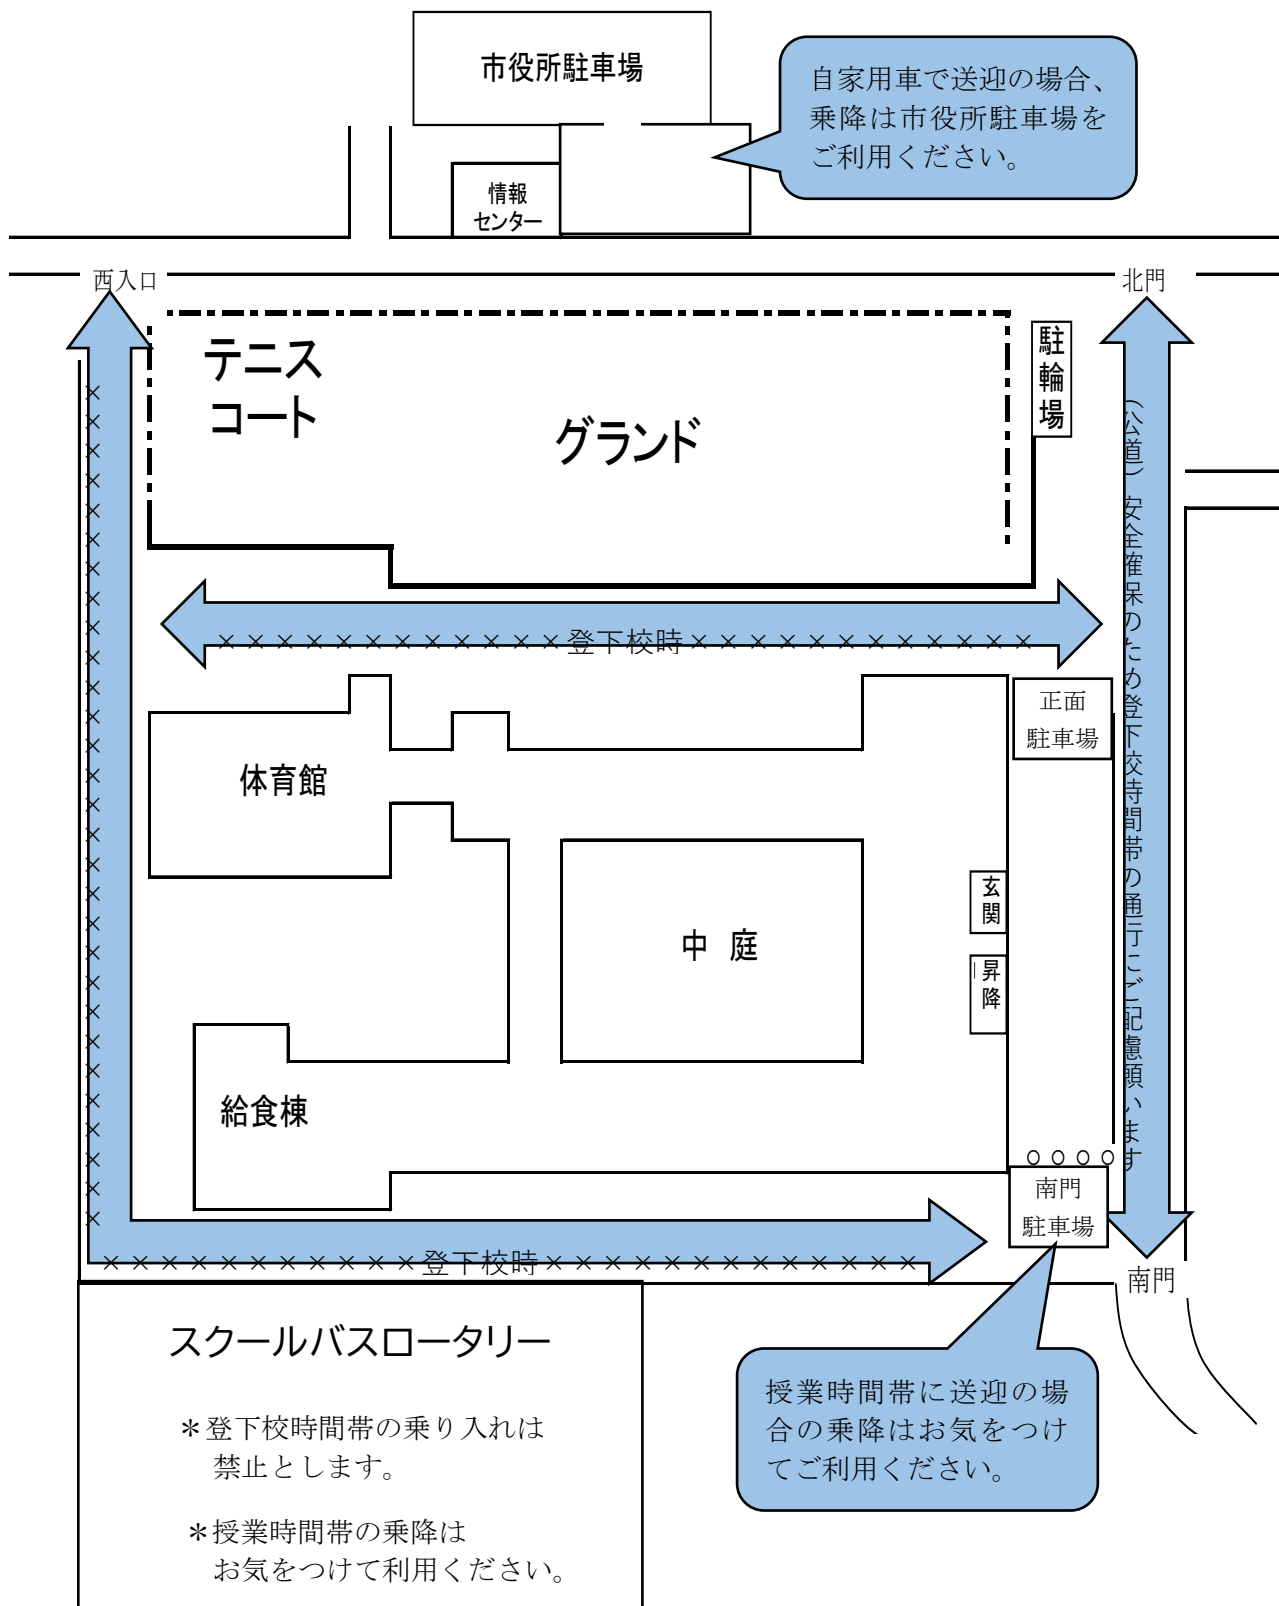 市役所駐車場
自家用車で送迎の場合、
乗降は市役所駐車場を
ご利用ください。
情報
センター
西入口
北門
テニス
コート
グランド
駐輪場
(公道)安全確保のため登下校時間帯の通行にご配慮願います
××××××××××××××××××××××××××××××
××××××××××××登下校時××××××××××××
正面
駐車場
体育館
玄関
中 庭
昇降
給食棟
○○○○
南門
駐車場
×××××××××××登下校時×××××××××××××
南門
スクールバスロータリー
*登下校時間帯の乗り入れは
禁止とします。
*授業時間帯の乗降は
お気をつけて利用ください。
授業時間帯に送迎の場
合の乗降はお気をつけ
てご利用ください。